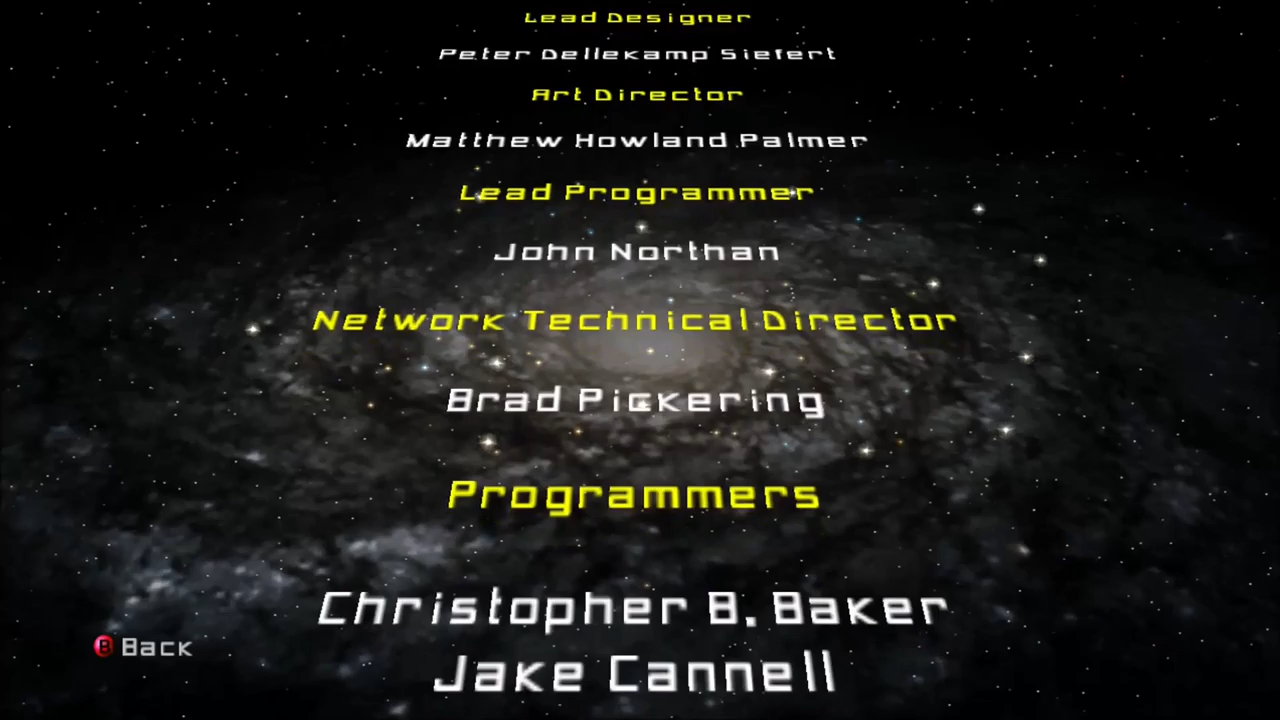 Lead Designer
Peter Dellekamp Siefert
Art Director
Matthew Howland Palmer
Lead Programmer
John Northan
Network Technical Director
Brad Pickering
Programmers
Christopher B. Baker
B Back
Jake Cannell